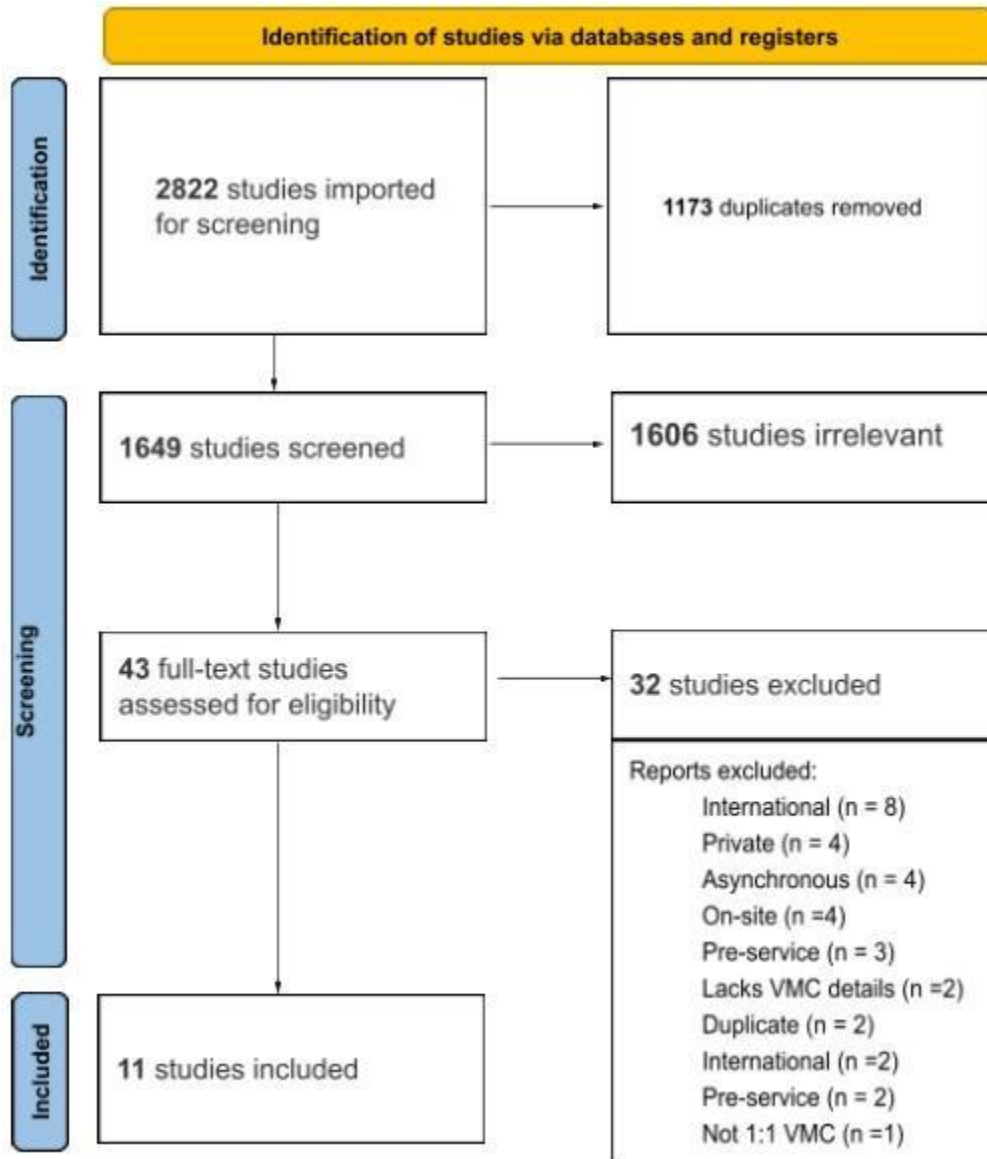 Identification of studies via databases and registers
Identification
2822 studies imported
for screening
1173 duplicates removed
Screening
1649 studies screened
1606 studies irrelevant
43 full-text studies
assessed for eligibility
32 studies excluded
Reports excluded:
International (n = 8)
Private (n = 4)
Asynchronous (n = 4)
On-site (n =4)
Pre-service (n = 3)
Lacks VMC details (n =2)
Duplicate (n = 2)
International (n =2)
Pre-service (n = 2)
Not 1:1 VMC (n =1)
Included
11 studies included